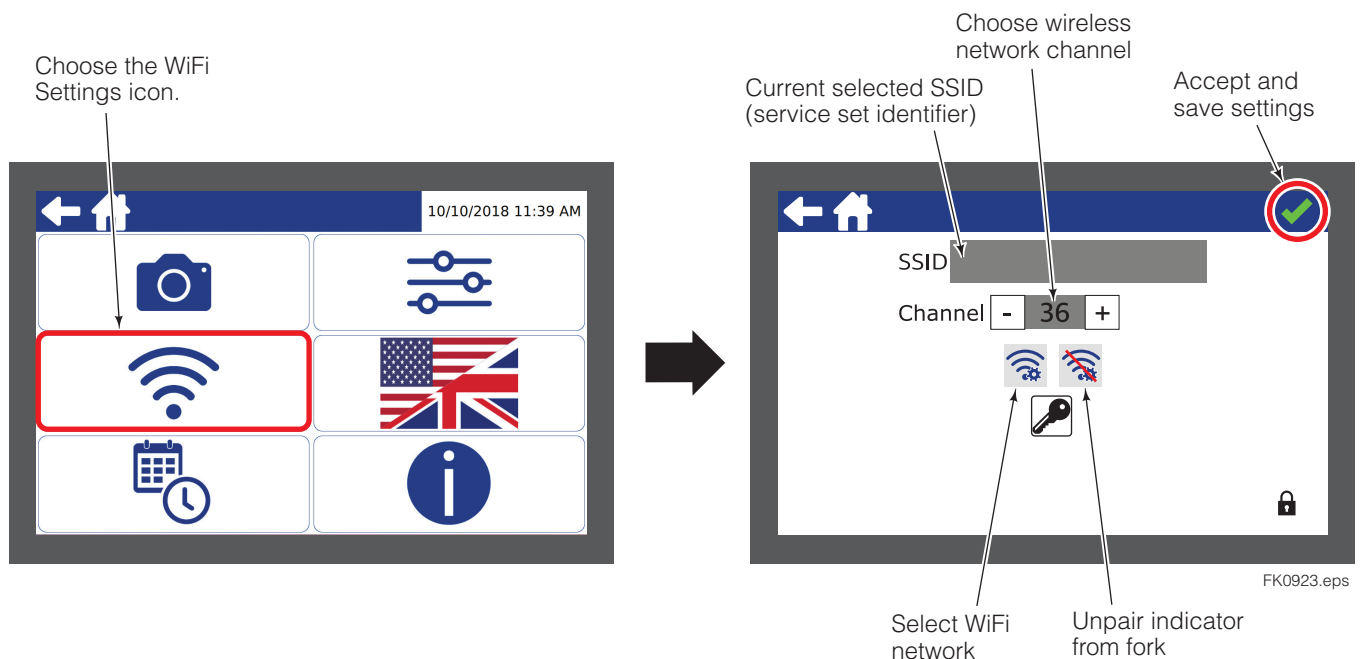 Choose wireless
network channel
Choose the WiFi
Settings icon.
Current selected SSID
(service set identifier)
Accept and
save settings
10/10/2018 11:39 AM
SSID
Channel - 36 +
FK0923.eps
Select WiFi
network
Unpair indicator
from fork